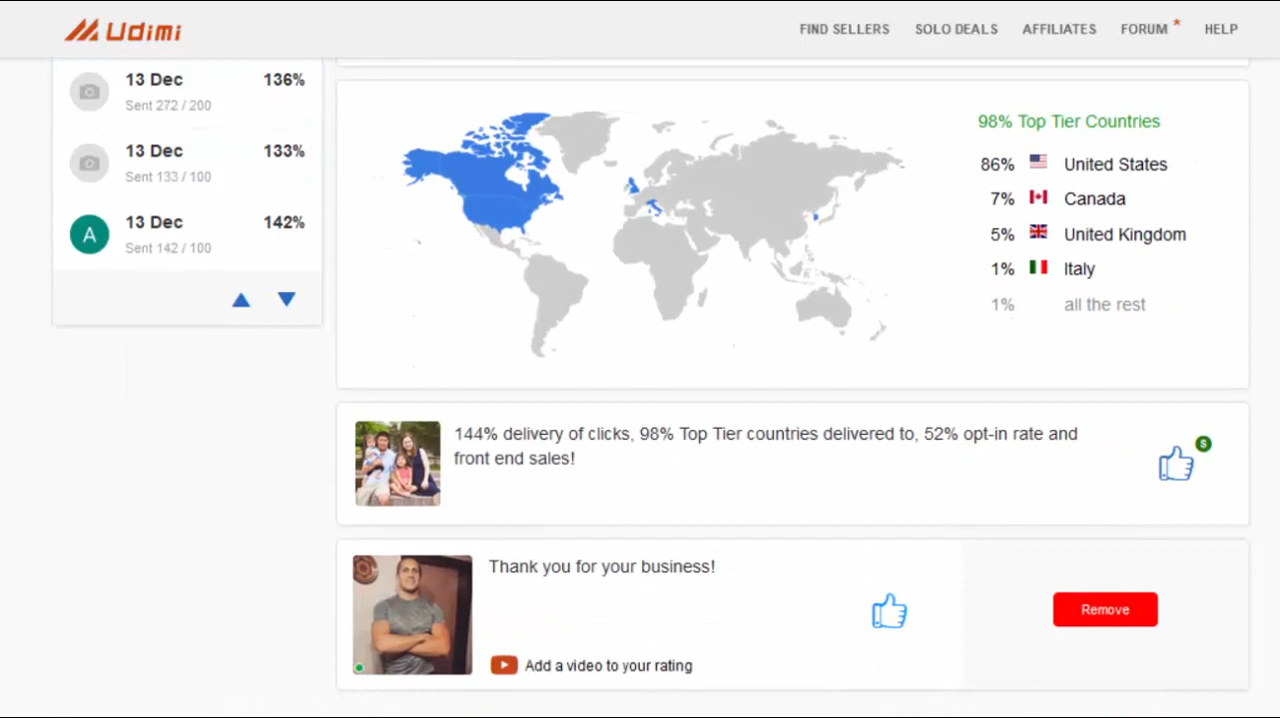 Udimi
FIND SELLERS SOLO DEALS AFFILIATES FORUM * HELP
13 Dec 136%
Sent 272 / 200
13 Dec 133%
Sent 133 / 100
A 13 Dec 142%
Sent 142 / 100
98% Top Tier Countries
86% United States
7% Canada
5% United Kingdom
1% Italy
1% all the rest
144% delivery of clicks, 98% Top Tier countries delivered to, 52% opt-in rate and
front end sales!
S
Thank you for your business!
Remove
Add a video to your rating